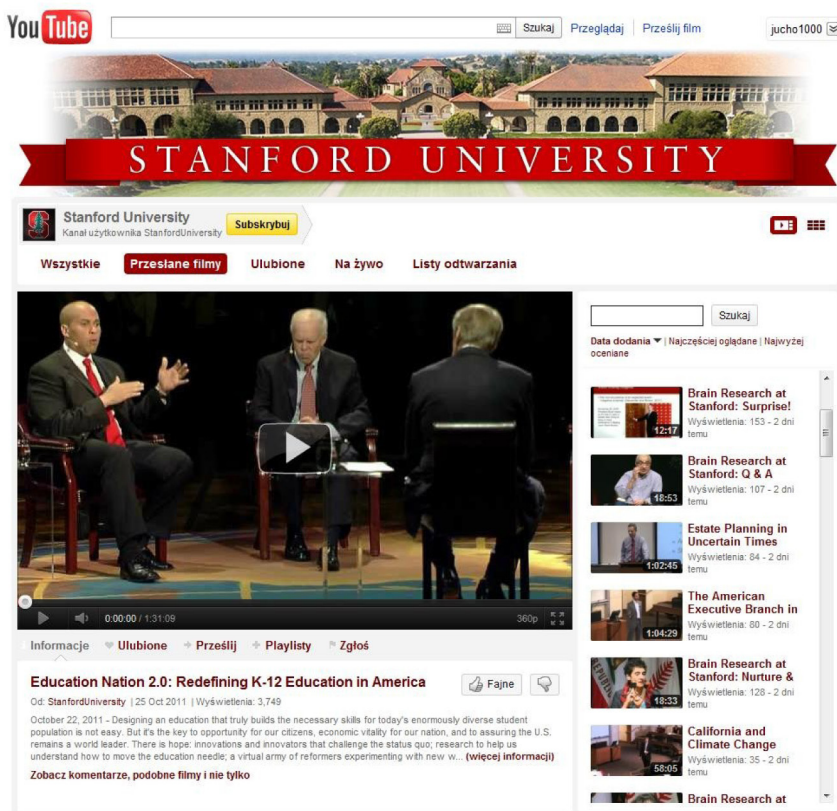 YouTube
Szukaj Przeglądaj Prześlij film jucho1000
STANFORD UNIVERSITY
Stanford University
Kanał użytkownika StanfordUniversity
Subskrybuj
Wszystkie Przesłane filmy Ulubione Na żywo Listy odtwarzania
0:00:00 / 1:31:09 360p
Informacje Ulubione Prześlij Playlisty Zgłoś
Education Nation 2.0: Redefining K-12 Education in America
Fajne
Od: StanfordUniversity | 25 Oct 2011 | Wyświetlenia: 3,749
October 22, 2011 - Designing an education that truly builds the necessary skills for today's enormously diverse student
population is not easy. But it's the key to opportunity for our citizens, economic vitality for our nation, and to assuring the U.S.
remains a world leader. There is hope: innovations and innovators that challenge the status quo; research to help us
understand how to move the education needle; a virtual army of reformers experimenting with new w... (więcej informacji)
Zobacz komentarze, podobne filmy i nie tylko
Szukaj
Data dodania | Najczęściej oglądane | Najwyżej
oceniane
12:17
Brain Research at
Stanford: Surprise!
Wyświetlenia: 153 - 2 dni
temu
18:53
Brain Research at
Stanford: Q & A
Wyświetlenia: 107 - 2 dni
temu
1:02:45
Estate Planning in
Uncertain Times
Wyświetlenia: 84 - 2 dni
temu
1:04:29
The American
Executive Branch in
Wyświetlenia: 80 - 2 dni
temu
18:33
Brain Research at
Stanford: Nurture &
Wyświetlenia: 128 - 2 dni
temu
58:05
California and
Climate Change
Wyświetlenia: 35 - 2 dni
temu
Brain Research at